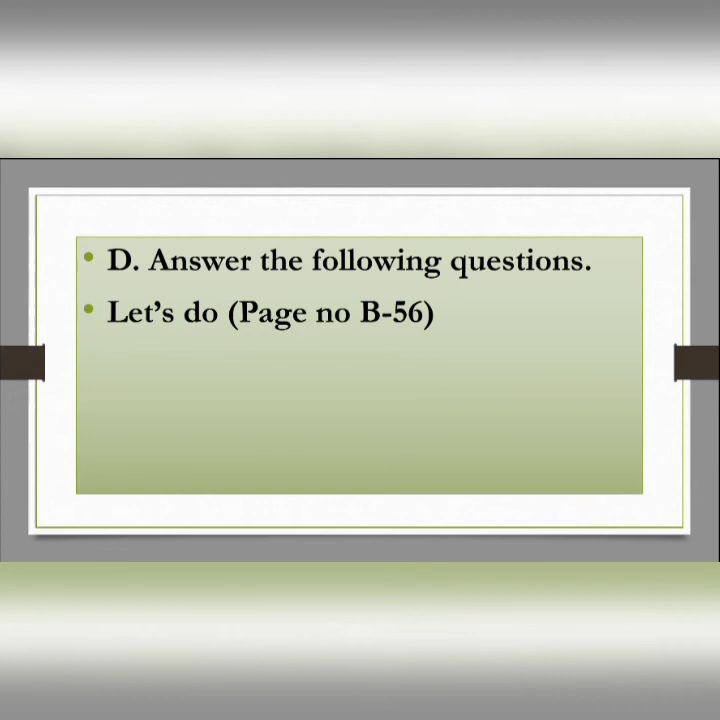 • D. Answer the following questions.
• Let’s do (Page no B-56)